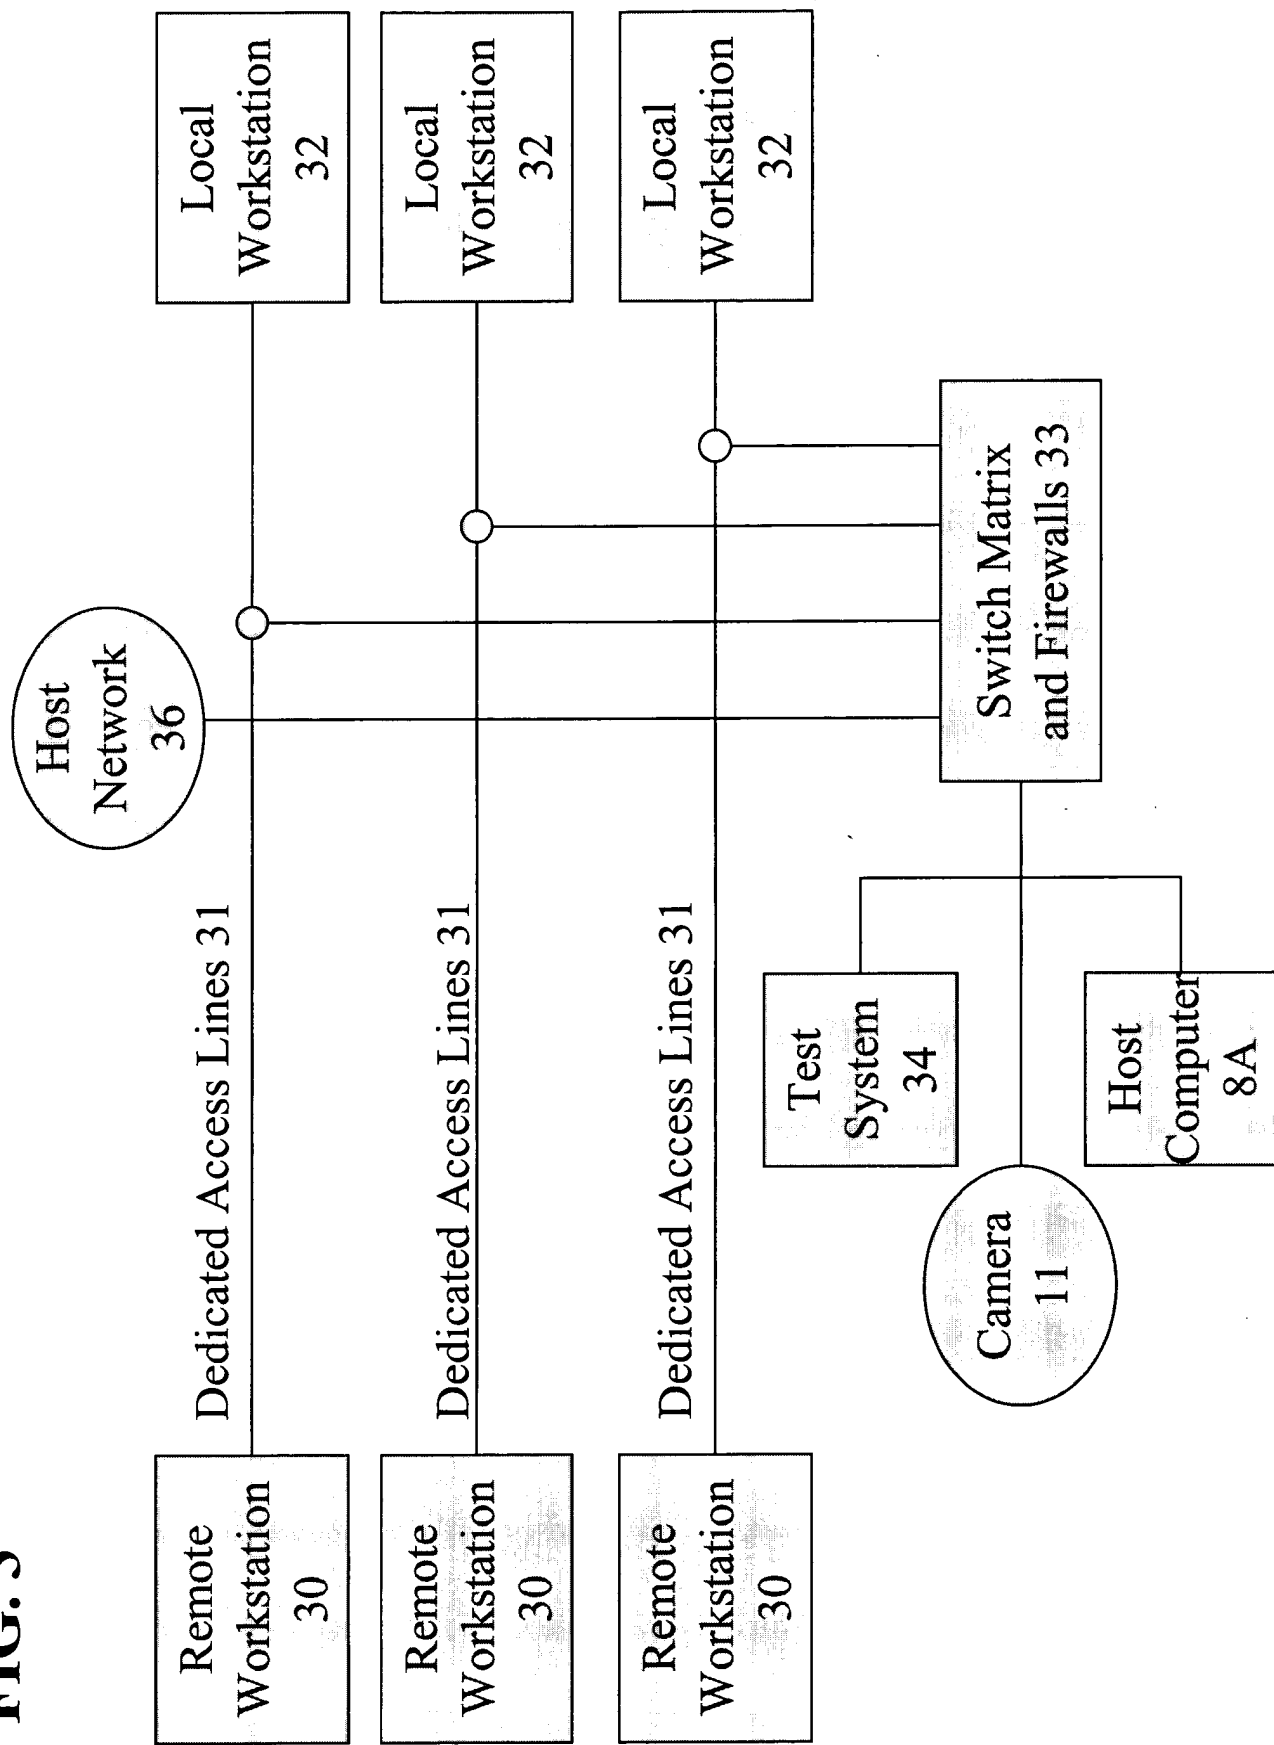 FIG.
Host
Network
36
Remote
Workstation
30
Dedicated Access Lines 31
Local
Workstation
32
Remote
Workstation
30
Dedicated Access Lines 31
Local
Workstation
32
Remote
Workstation
30
Dedicated Access Lines 31
Local
Workstation
32
Test
System
34
Camera
11
Switch Matrix
and Firewalls 33
Host
Computer
8A